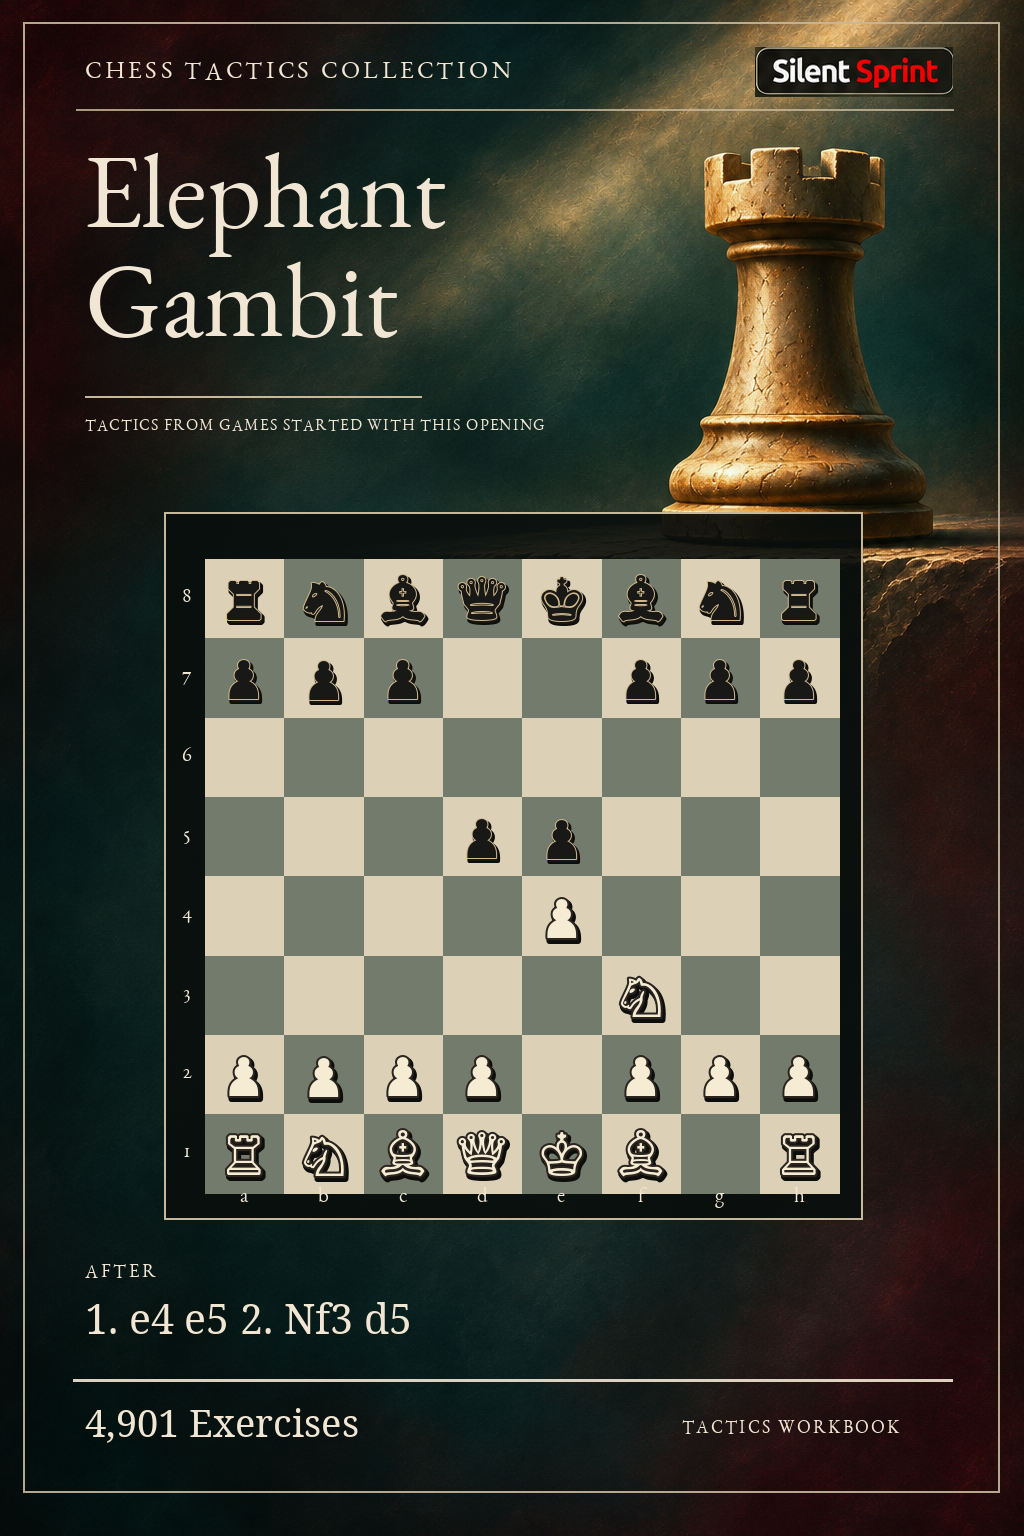 CHESS TACTICS COLLECTION
Silent Sprint
Elephant
Gambit
TACTICS FROM GAMES STARTED WITH THIS OPENING
8
7
6
5
4
3
2
1
a b c d e f g h
AFTER
1. e4 e5 2. Nf3 d5
4,901 Exercises
TACTICS WORKBOOK